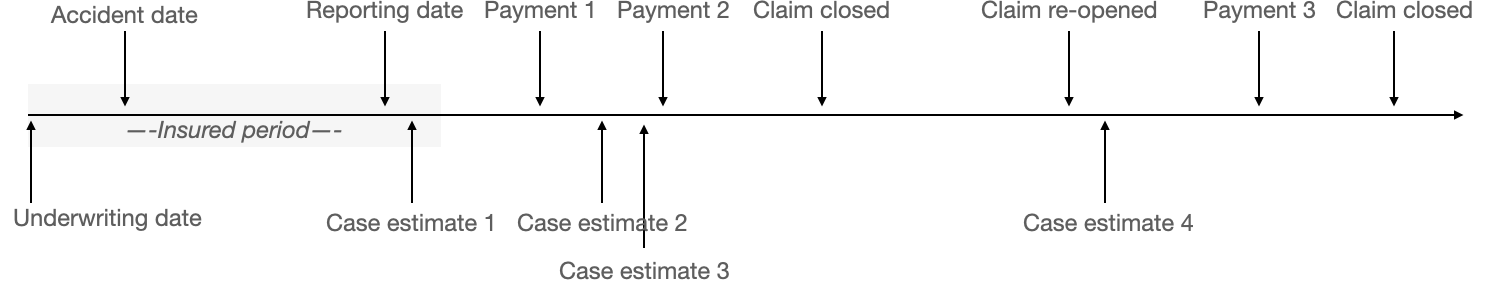 Accident date
Reporting date
Payment 1
Payment 2
Claim closed
Claim re-opened
Payment 3
Claim closed
—-Insured period—-
Underwriting date
Case estimate 1
Case estimate 2
Case estimate 3
Case estimate 4